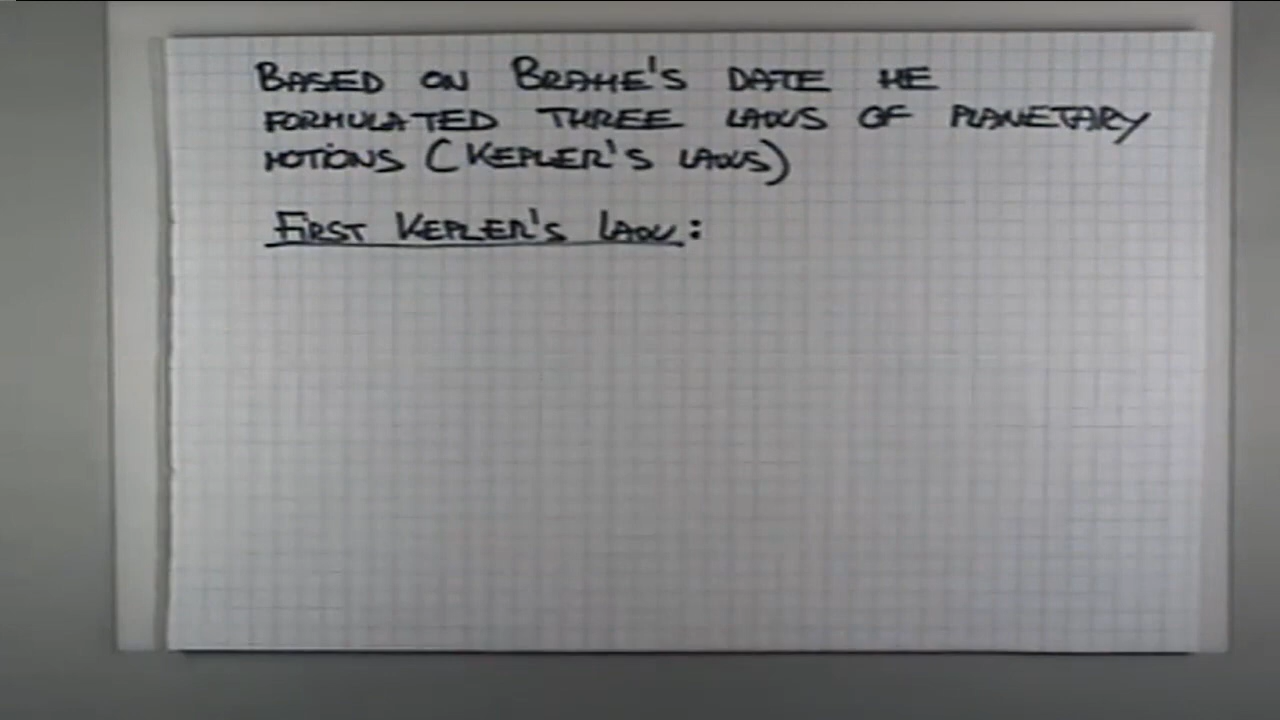 BASED ON BRAHE'S DATE HE
FORMULATED THREE LAWS OF PLANETARY
MOTIONS (KEPLER'S LAWS)
FIRST KEPLER'S LAW: